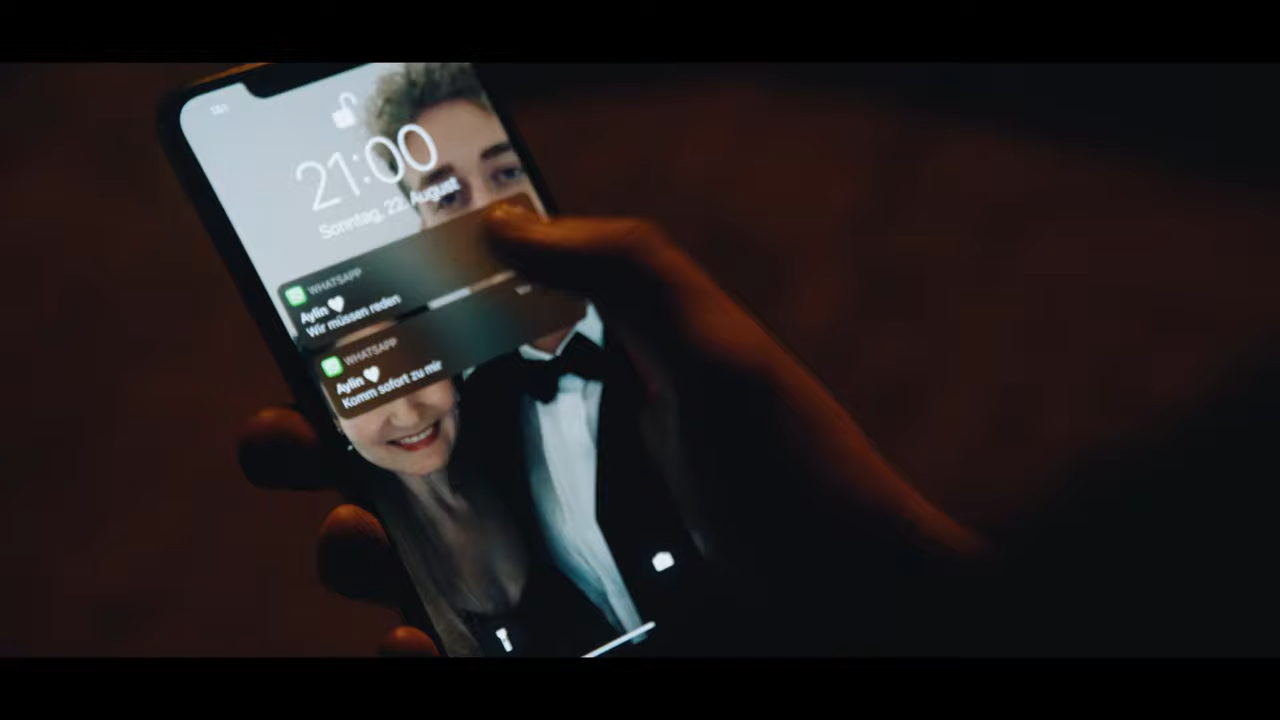 21:00
Sonntag, 22. August
WHATSAPP
Aylin 🤍
Wir müssen reden
WHATSAPP
Aylin 🤍
Komm sofort zu mir